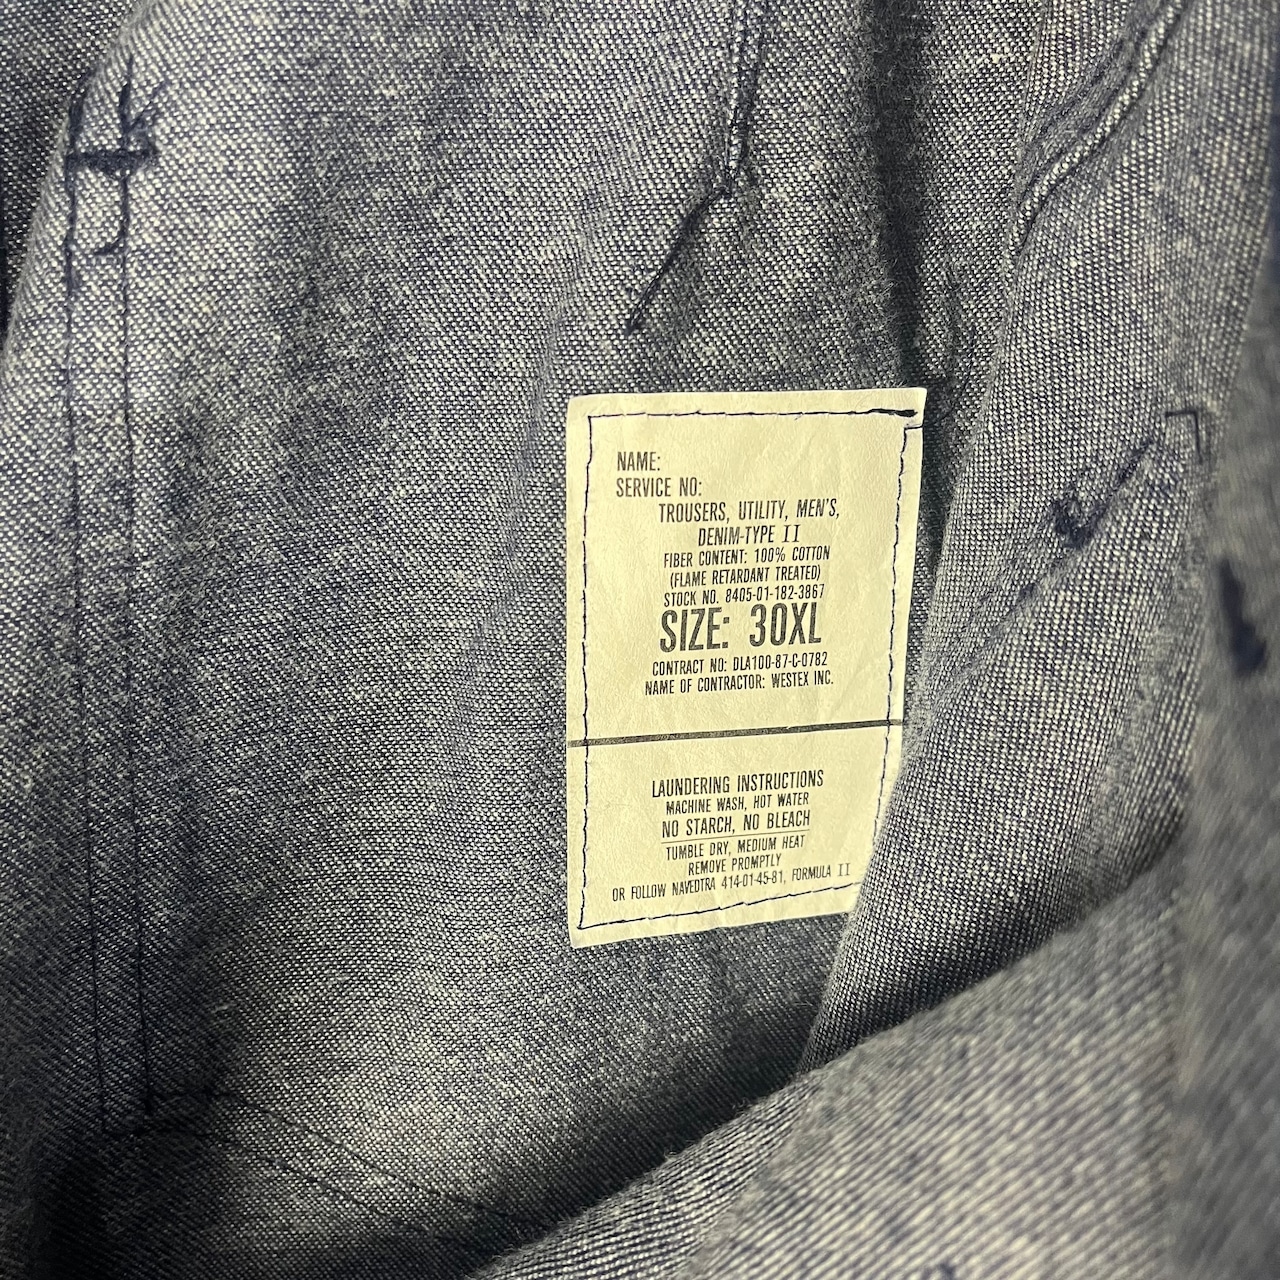 NAME:
SERVICE NO:
TROUSERS, UTILITY, MEN'S,
DENIM-TYPE II
FIBER CONTENT: 100% COTTON
(FLAME RETARDANT TREATED)
STOCK NO. 8405-01-182-3867
SIZE: 30XL
CONTRACT NO: DLA100-87-C-0782
NAME OF CONTRACTOR: WESTEX INC.
LAUNDERING INSTRUCTIONS
MACHINE WASH, HOT WATER
NO STARCH, NO BLEACH
TUMBLE DRY, MEDIUM HEAT
REMOVE PROMPTLY
OR FOLLOW NAVEDTRA 414-01-45-81, FORMULA II